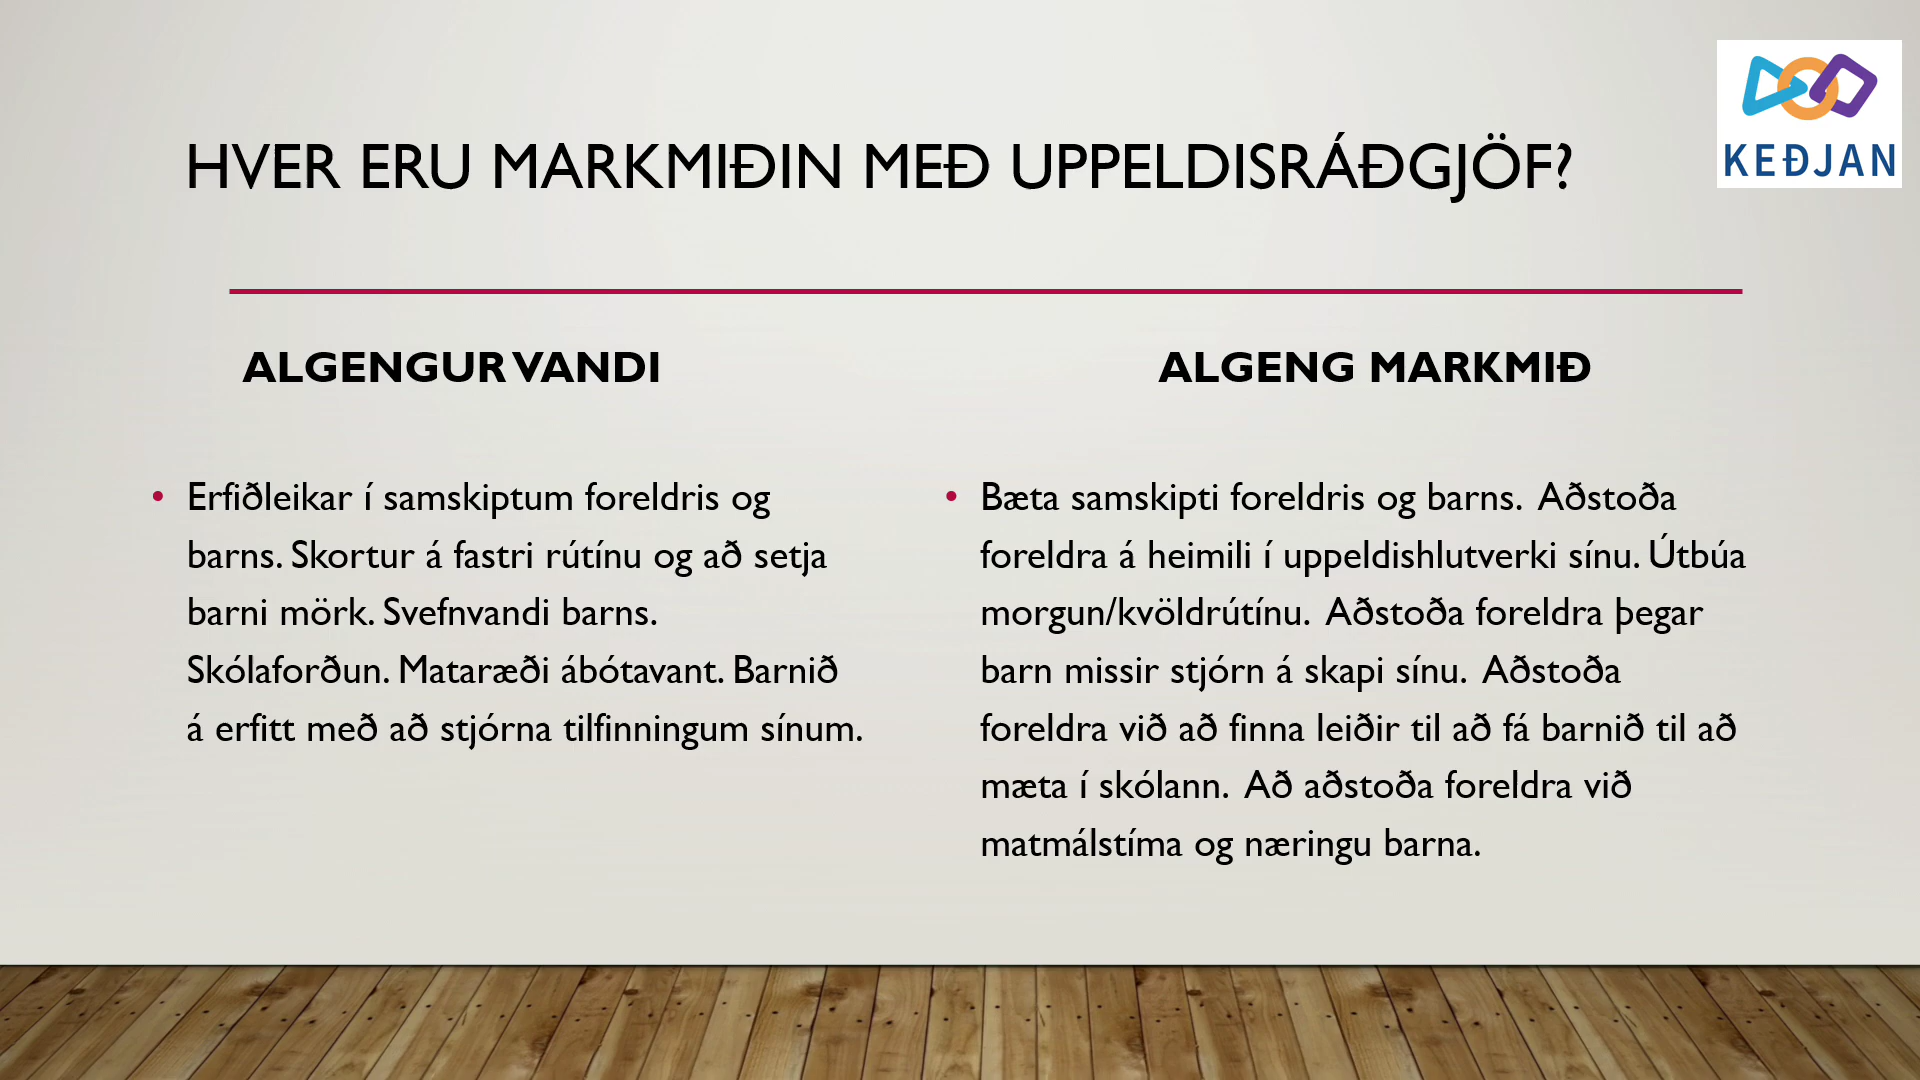 HVER ERU MARKMIÐIN MEÐ UPPELDISRÁÐGJÖF?
KEÐJAN
ALGENGUR VANDI
• Erfiðleikar í samskiptum foreldris og
barns. Skortur á fastri rútínu og að setja
barni mörk. Svefnvandi barns.
Skólaforðun. Mataræði ábótavant. Barnið
á erfitt með að stjórna tilfinningum sínum.
ALGENG MARKMIÐ
• Bæta samskipti foreldris og barns. Aðstoða
foreldra á heimili í uppeldishlutverki sínu. Útbúa
morgun/kvöldrútínu. Aðstoða foreldra þegar
barn missir stjórn á skapi sínu. Aðstoða
foreldra við að finna leiðir til að fá barnið til að
mæta í skólann. Að aðstoða foreldra við
matmálstíma og næringu barna.